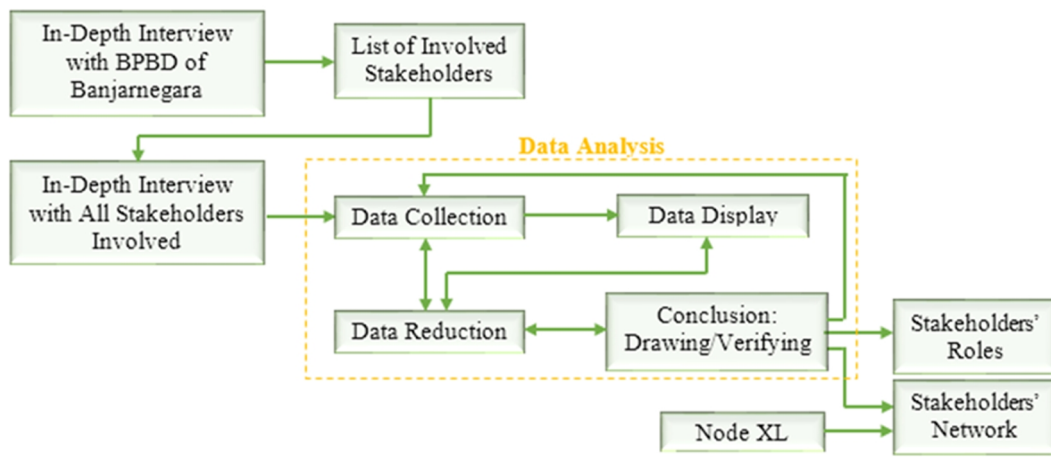 In-Depth Interview
with BPBD of
Banjarnegara
List of Involved
Stakeholders
In-Depth Interview
with All Stakeholders
Involved
Data Analysis
Data Collection
Data Display
Data Reduction
Conclusion:
Drawing/Verifying
Stakeholders’
Roles
Stakeholders’
Network
Node XL